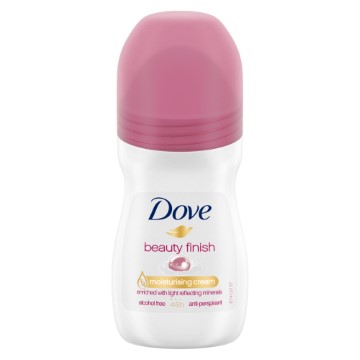 Dove
beauty finish
moisturising cream
enriched with light reflecting minerals
alcohol free anti-perspirant